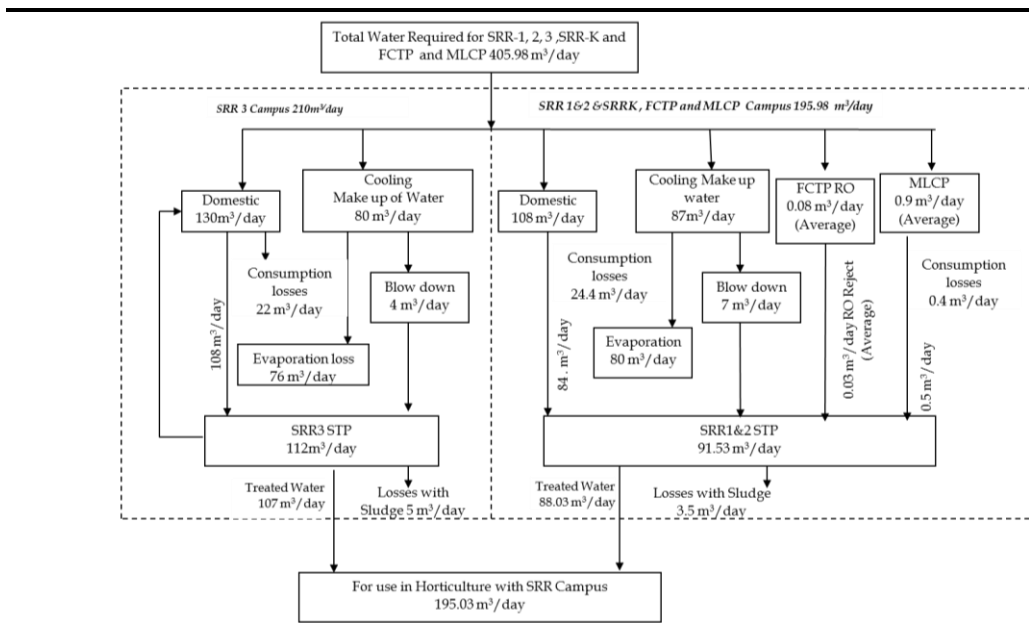 Total Water Required for SRR-1, 2, 3 ,SRR-K and
FCTP and MLCP 405.98 m³/day
SRR 3 Campus 210m³/day
SRR 1&2 &SRRK, FCTP and MLCP Campus 195.98 m³/day
Domestic
130m³/day
Cooling
Make up of Water
80 m³/day
Domestic
108 m³/day
Cooling Make up
water
87m³/day
FCTP RO
0.08 m³/day
(Average)
MLCP
0.9 m³/day
(Average)
108 m³/day
Consumption
losses
22 m³/day
Blow down
4 m³/day
Evaporation loss
76 m³/day
84 . m³/day
Consumption
losses
24.4 m³/day
Evaporation
80 m³/day
Blow down
7 m³/day
0.03 m³/day RO Reject
(Average)
Consumption
losses
0.4 m³/day
0.5 m³/day
SRR3 STP
112m³/day
SRR1&2 STP
91.53 m³/day
Treated Water
107 m³/day
Losses with
Sludge 5 m³/day
Treated Water
88.03 m³/day
Losses with Sludge
3.5 m³/day
For use in Horticulture with SRR Campus
195.03 m³/day